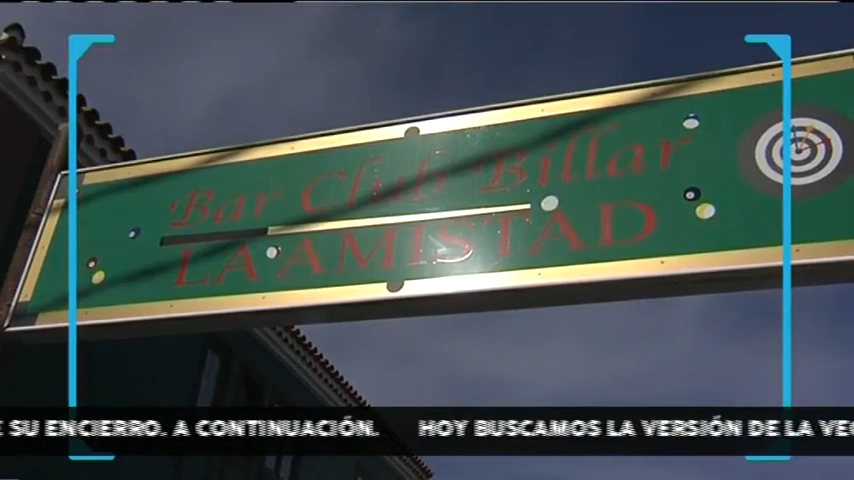 Bar Club Billar
LA AMISTAD
SU ENCIERRO. A CONTINUACIÓN. HOY BUSCAMOS LA VERSIÓN DE LA